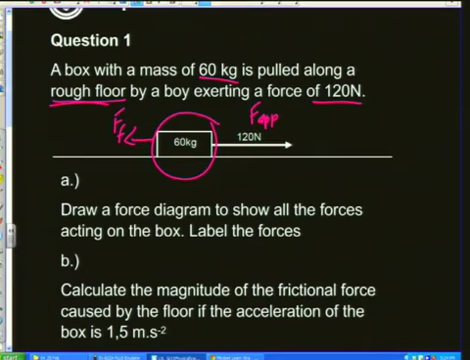 Question 1
A box with a mass of 60 kg is pulled along a
rough floor by a boy exerting a force of 120N.
Ff
Fapp
120N
60kg
a.)
Draw a force diagram to show all the forces
acting on the box. Label the forces
b.)
Calculate the magnitude of the frictional force
caused by the floor if the acceleration of the
box is 1,5 m.s-2
start